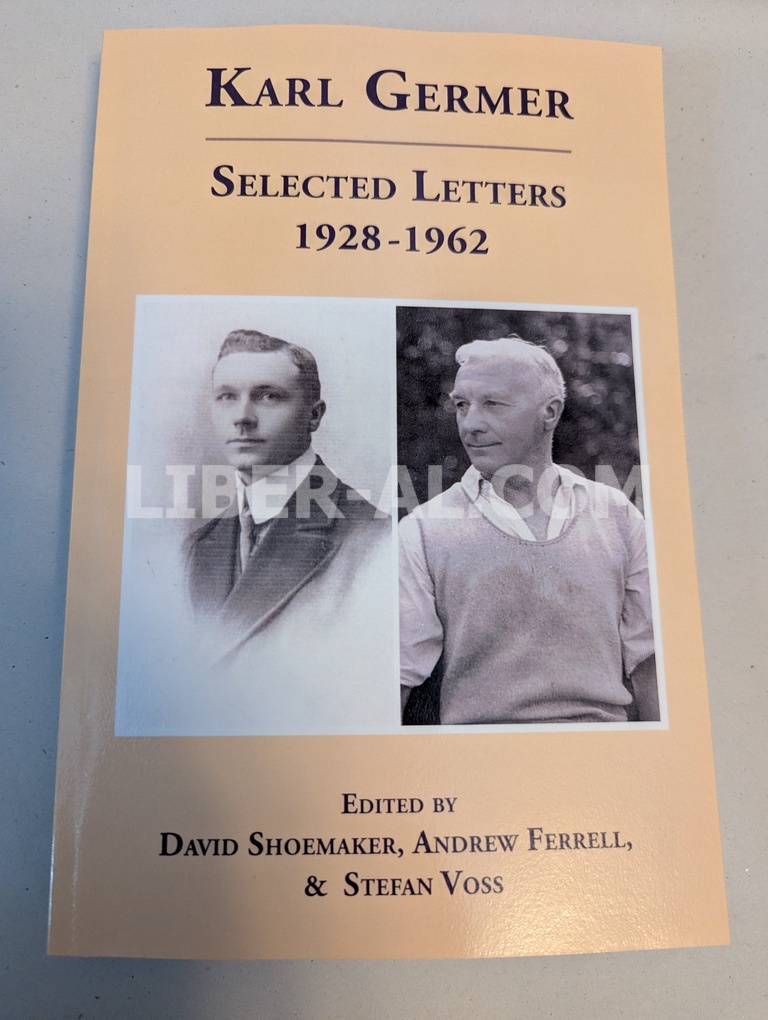 KARL GERMER
SELECTED LETTERS
1928-1962
LIBER-AL.COM
EDITED BY
DAVID SHOEMAKER, ANDREW FERRELL,
& STEFAN VOSS